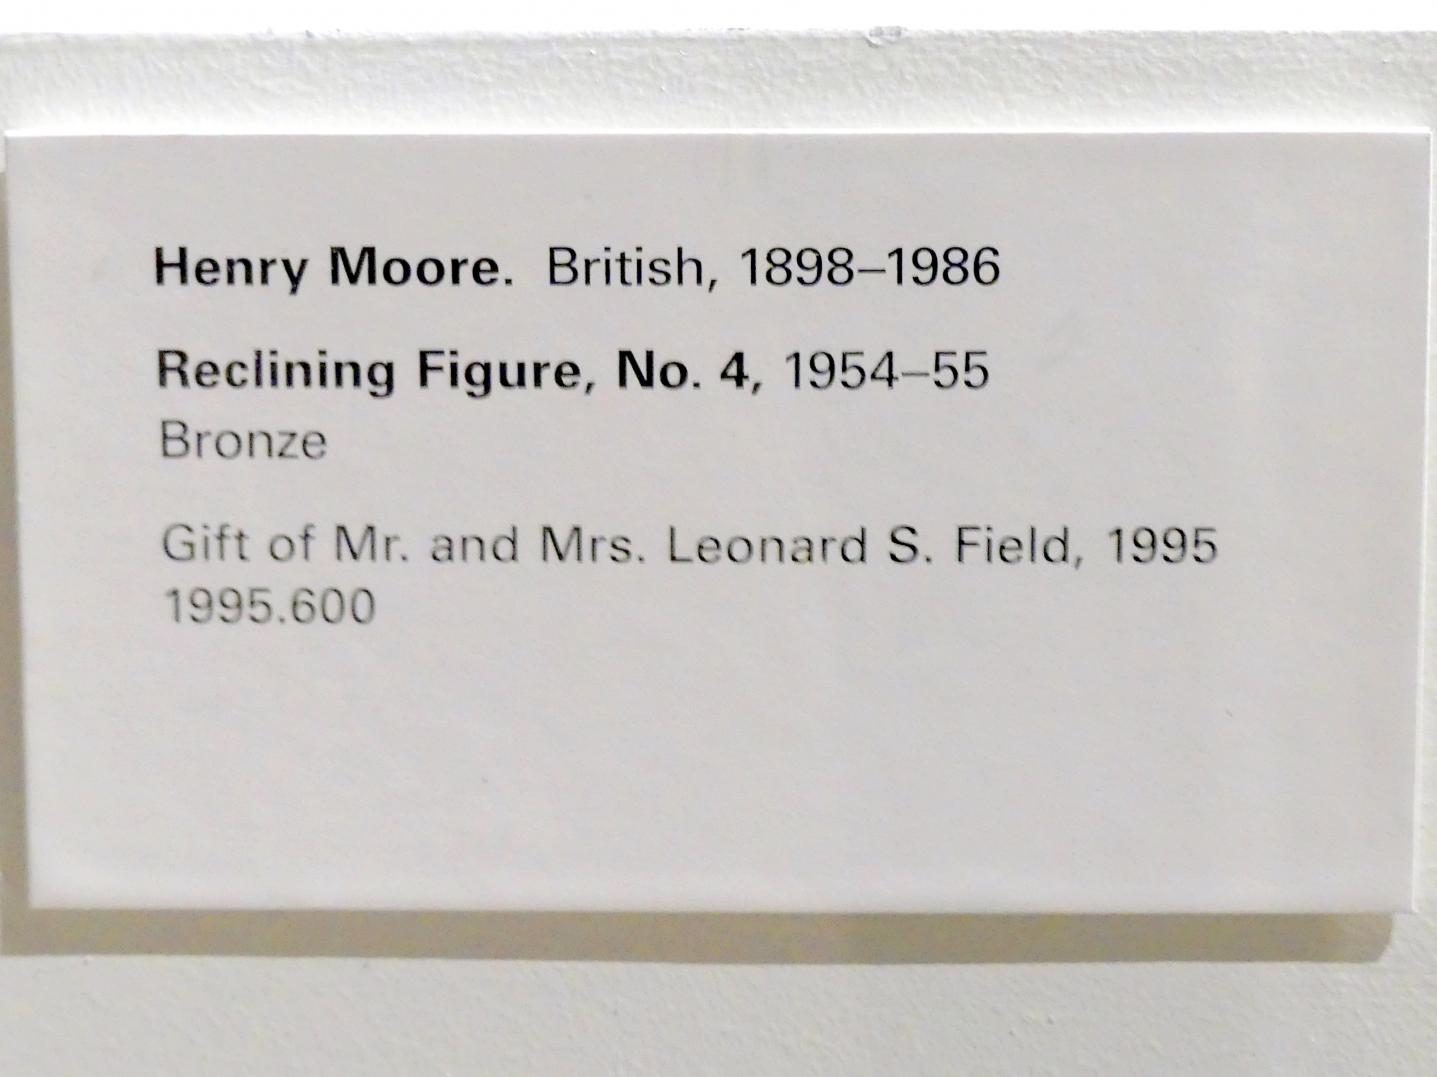 Henry Moore. British, 1898–1986
Reclining Figure, No. 4, 1954–55
Bronze
Gift of Mr. and Mrs. Leonard S. Field, 1995
1995.600